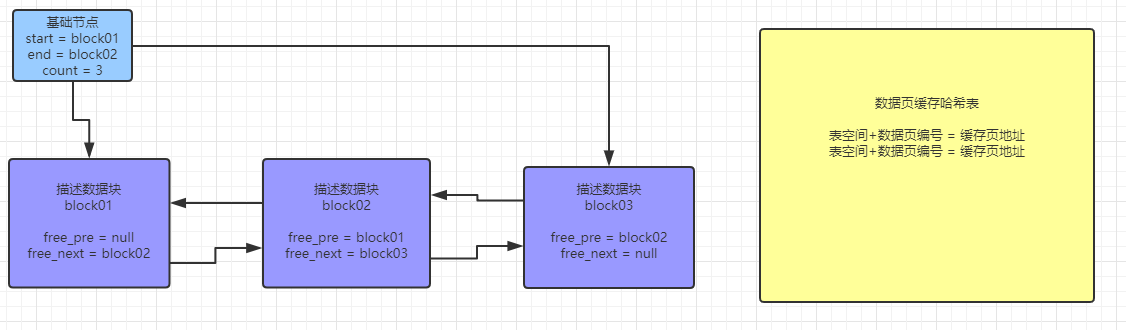 基础节点
start = block01
end = block02
count = 3
描述数据块
block01
free_pre = null
free_next = block02
描述数据块
block02
free_pre = block01
free_next = block03
描述数据块
block03
free_pre = block02
free_next = null
数据页缓存哈希表
表空间+数据页编号 = 缓存页地址
表空间+数据页编号 = 缓存页地址